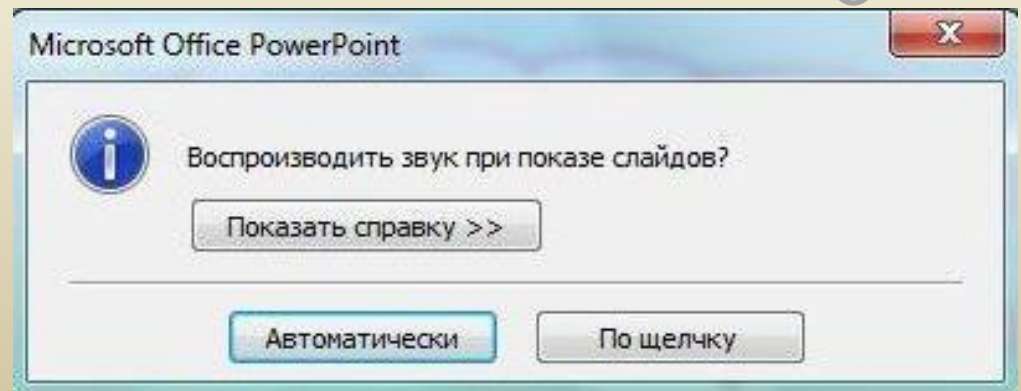 Microsoft Office PowerPoint
Воспроизводить звук при показе слайдов?
Показать справку >>
Автоматически
По щелчку